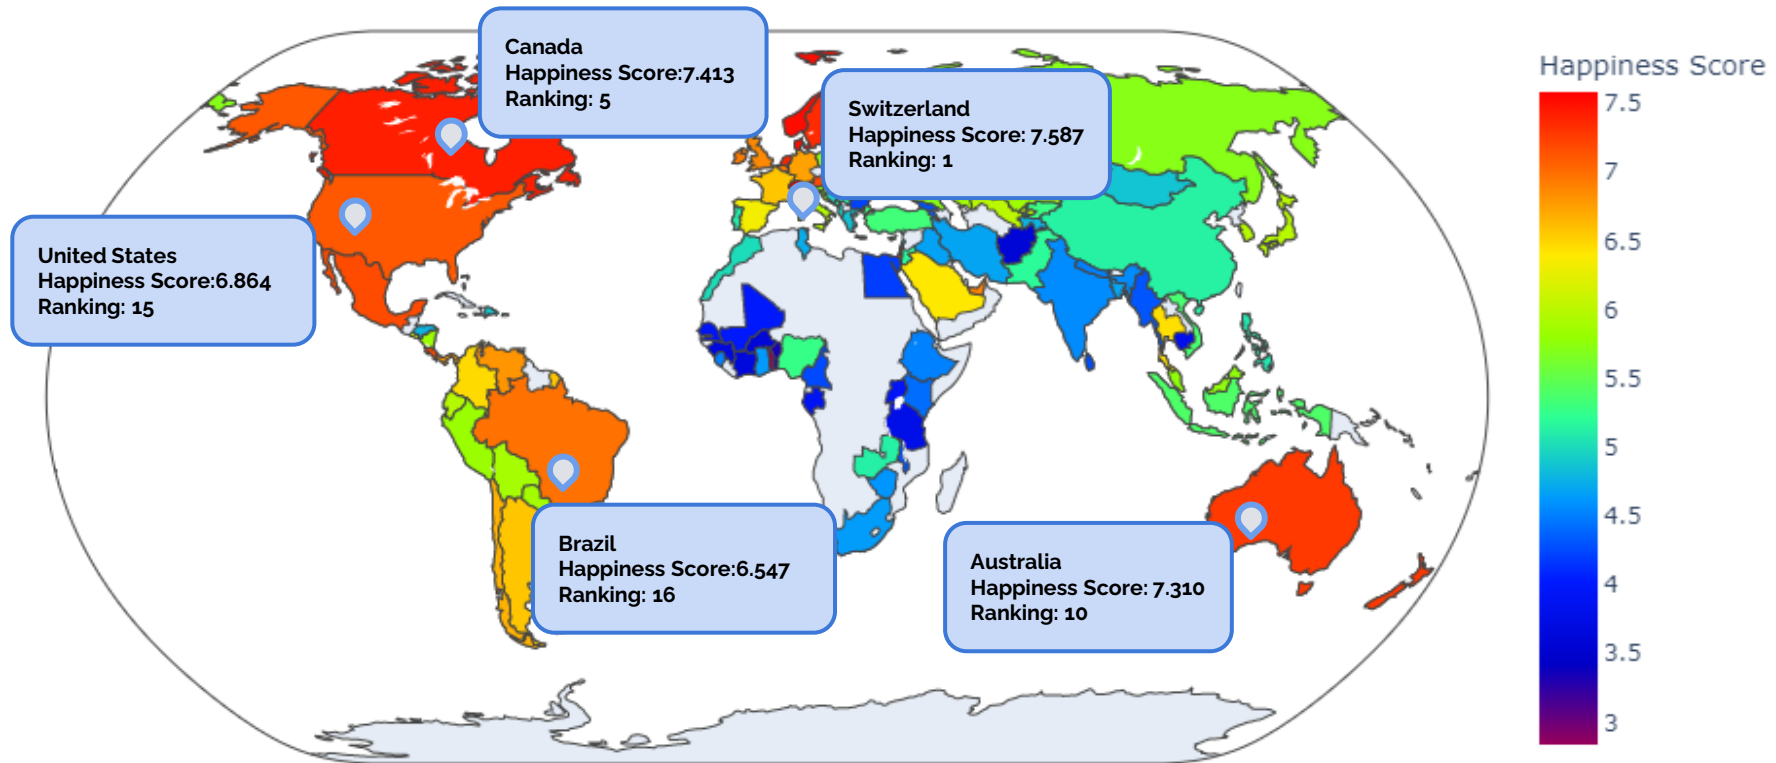 Canada
Happiness Score:7.413
Ranking: 5
Switzerland
Happiness Score: 7.587
Ranking: 1
United States
Happiness Score:6.864
Ranking: 15
Brazil
Happiness Score:6.547
Ranking: 16
Australia
Happiness Score: 7.310
Ranking: 10
Happiness Score
7.5
7
6.5
6
5.5
5
4.5
4
3.5
3